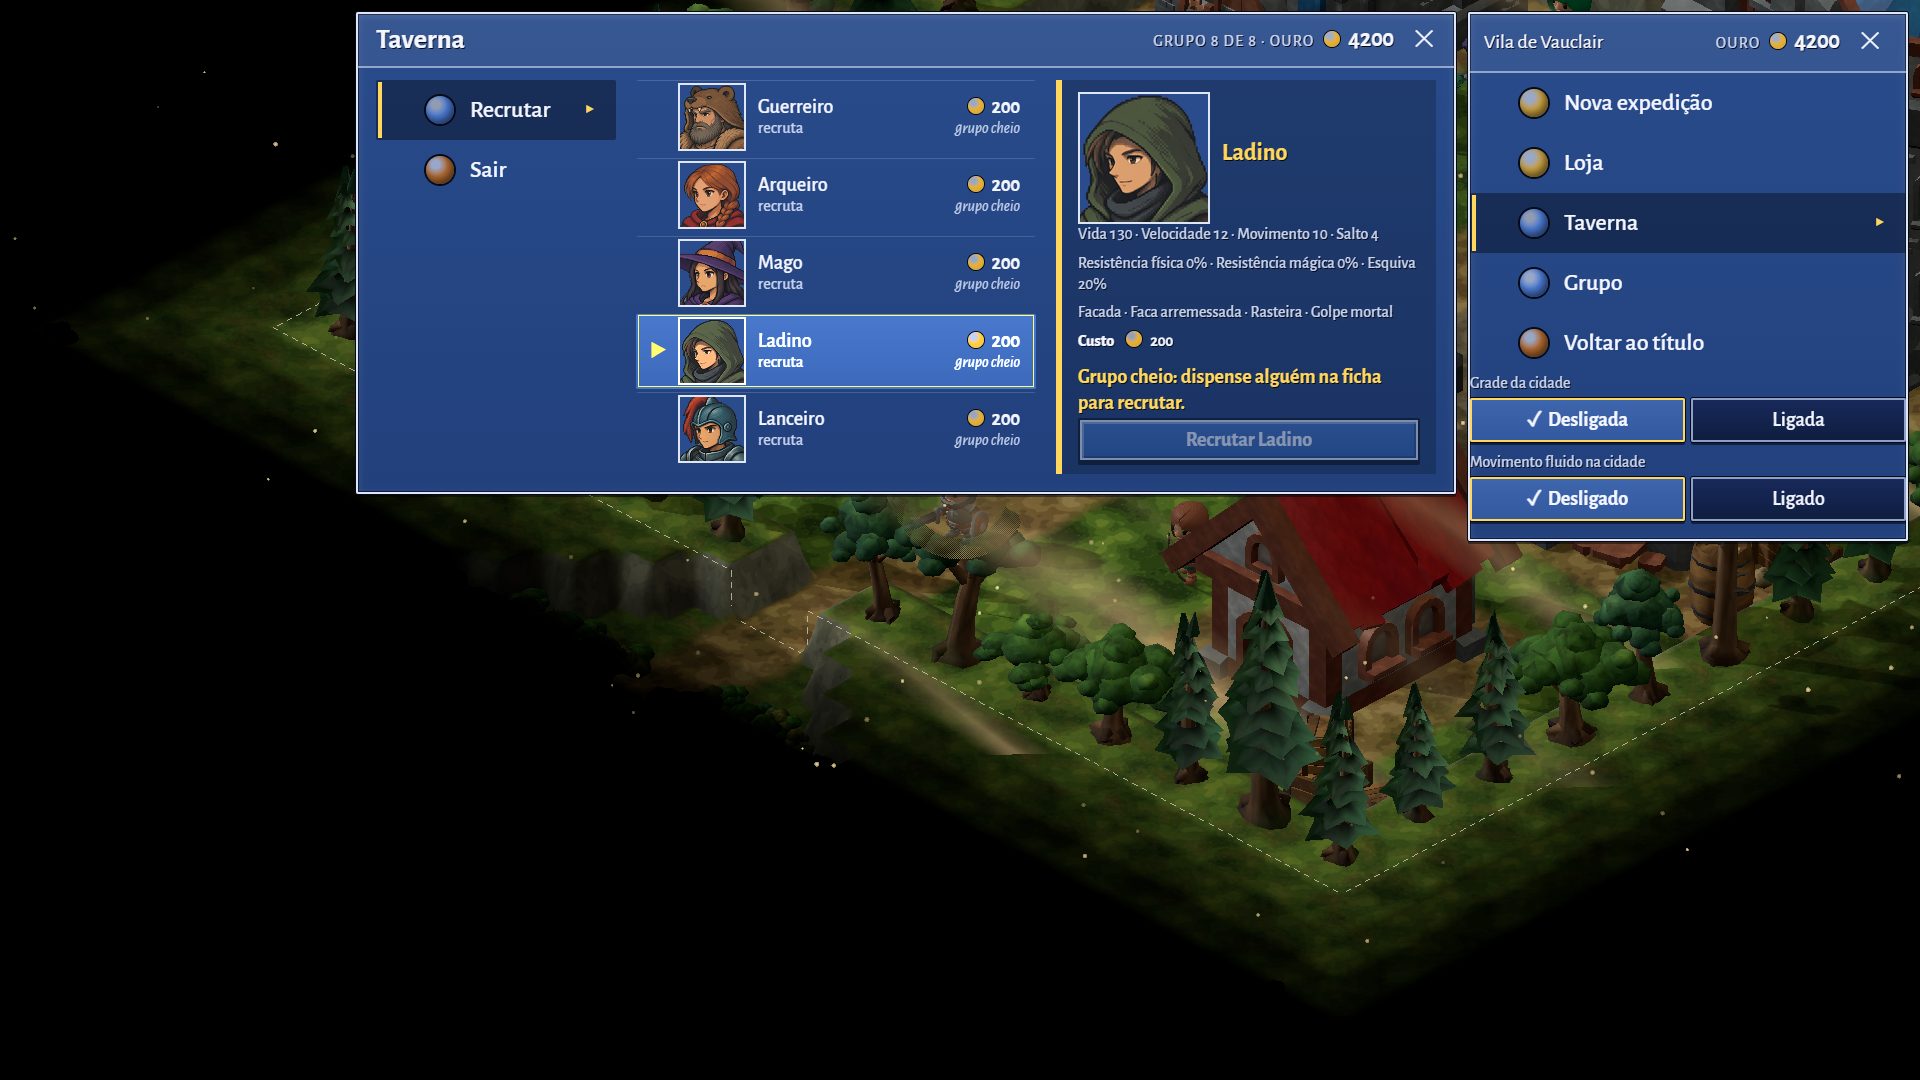 Taverna
GRUPO 8 DE 8 · OURO 4200
Recrutar
Sair
Guerreiro 200
recruta grupo cheio
Arqueiro 200
recruta grupo cheio
Mago 200
recruta grupo cheio
Ladino 200
recruta grupo cheio
Lanceiro 200
recruta grupo cheio
Ladino
Vida 130 · Velocidade 12 · Movimento 10 · Salto 4
Resistência física 0% · Resistência mágica 0% · Esquiva
20%
Facada · Faca arremessada · Rasteira · Golpe mortal
Custo 200
Grupo cheio: dispense alguém na ficha
para recrutar.
Recrutar Ladino
Vila de Vauclair OURO 4200
Nova expedição
Loja
Taverna
Grupo
Voltar ao título
Grade da cidade
✓ Desligada Ligada
Movimento fluido na cidade
✓ Desligado Ligado